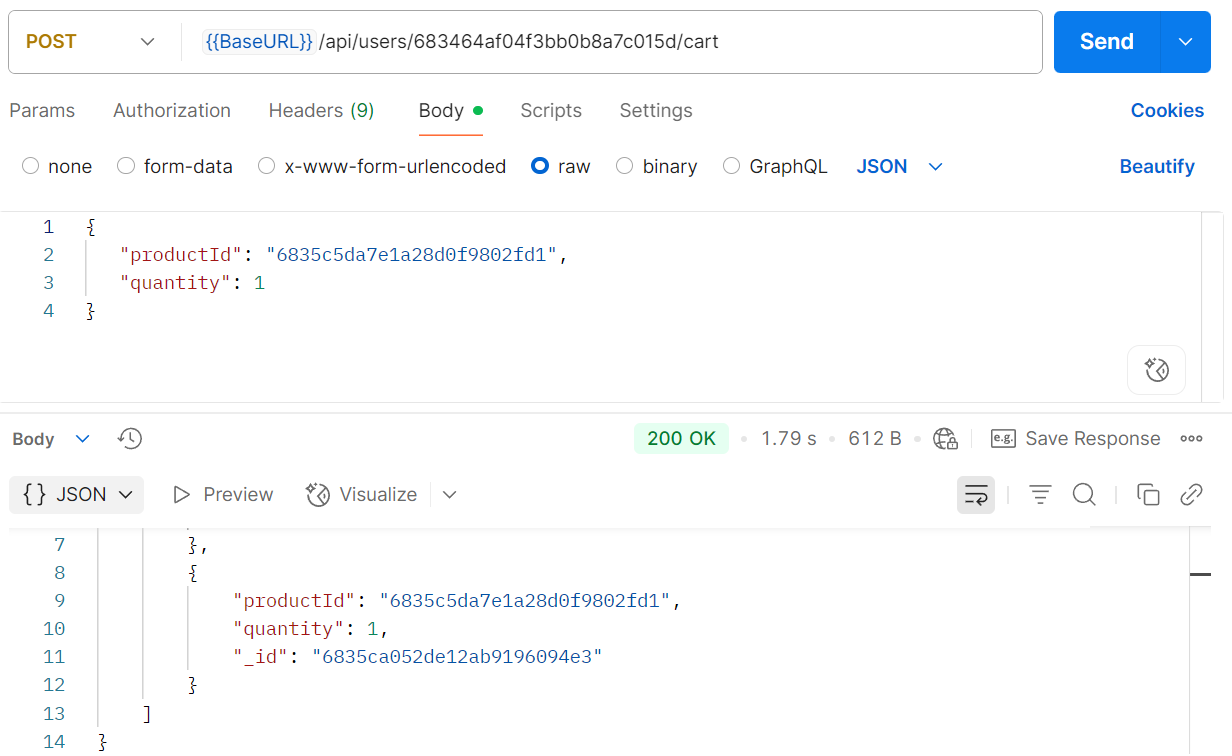 POST {{BaseURL}} /api/users/683464af04f3bb0b8a7c015d/cart Send
Params Authorization Headers (9) Body Scripts Settings Cookies
none form-data x-www-form-urlencoded raw binary GraphQL JSON Beautify
1 {
2 "productId": "6835c5da7e1a28d0f9802fd1",
3 "quantity": 1
4 }
Body 200 OK 1.79 s 612 B e.g. Save Response
{} JSON Preview Visualize
7 },
8 {
9 "productId": "6835c5da7e1a28d0f9802fd1",
10 "quantity": 1,
11 "_id": "6835ca052de12ab9196094e3"
12 }
13 ]
14 }